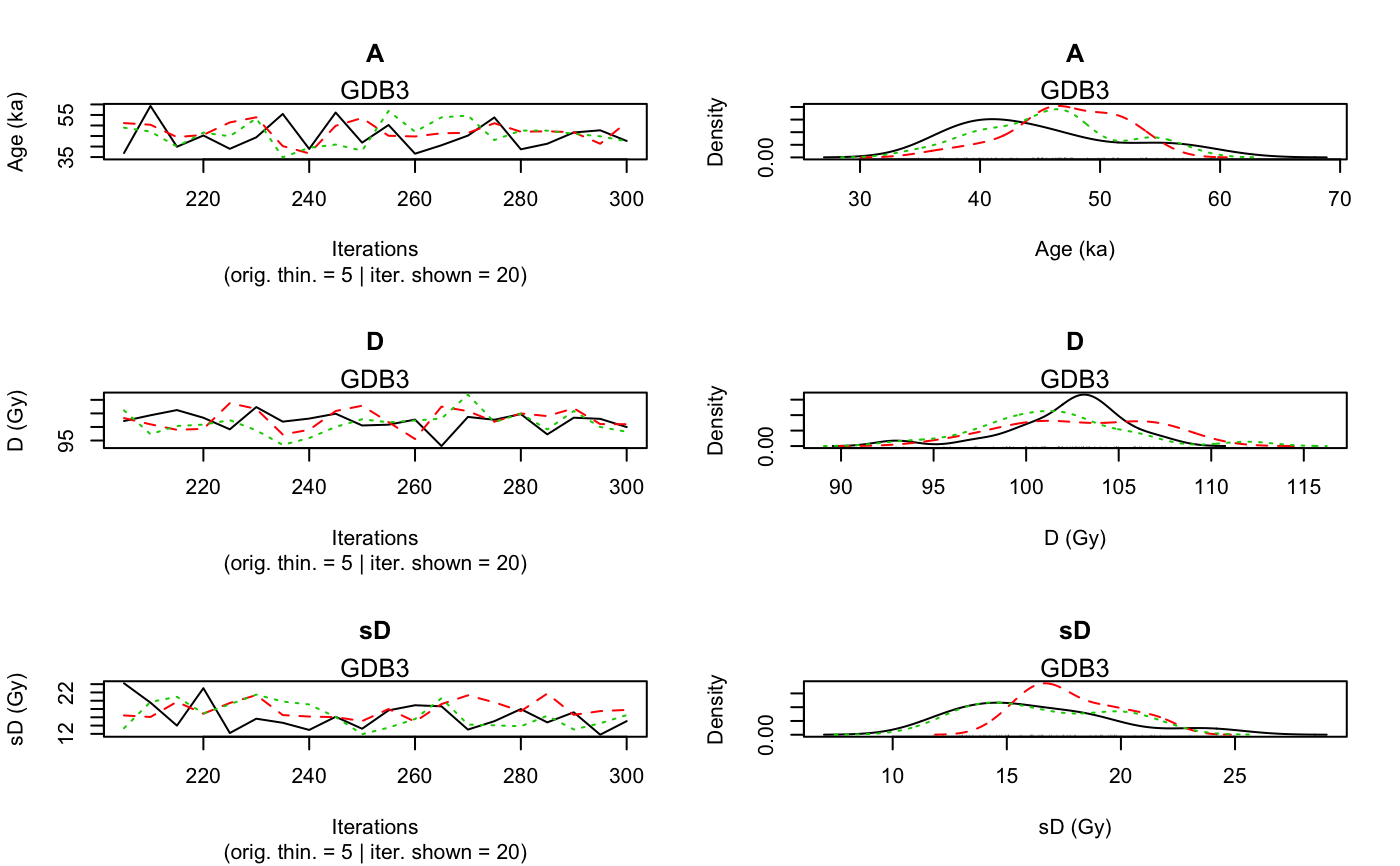 A
GDB3
Age (ka)
35 55
220 240 260 280 300
Iterations
(orig. thin. = 5 | iter. shown = 20)
A
GDB3
Density
0.00
30 40 50 60 70
Age (ka)
D
GDB3
D (Gy)
95
220 240 260 280 300
Iterations
(orig. thin. = 5 | iter. shown = 20)
D
GDB3
Density
0.00
90 95 100 105 110 115
D (Gy)
sD
GDB3
sD (Gy)
12 22
220 240 260 280 300
Iterations
(orig. thin. = 5 | iter. shown = 20)
sD
GDB3
Density
0.00
10 15 20 25
sD (Gy)